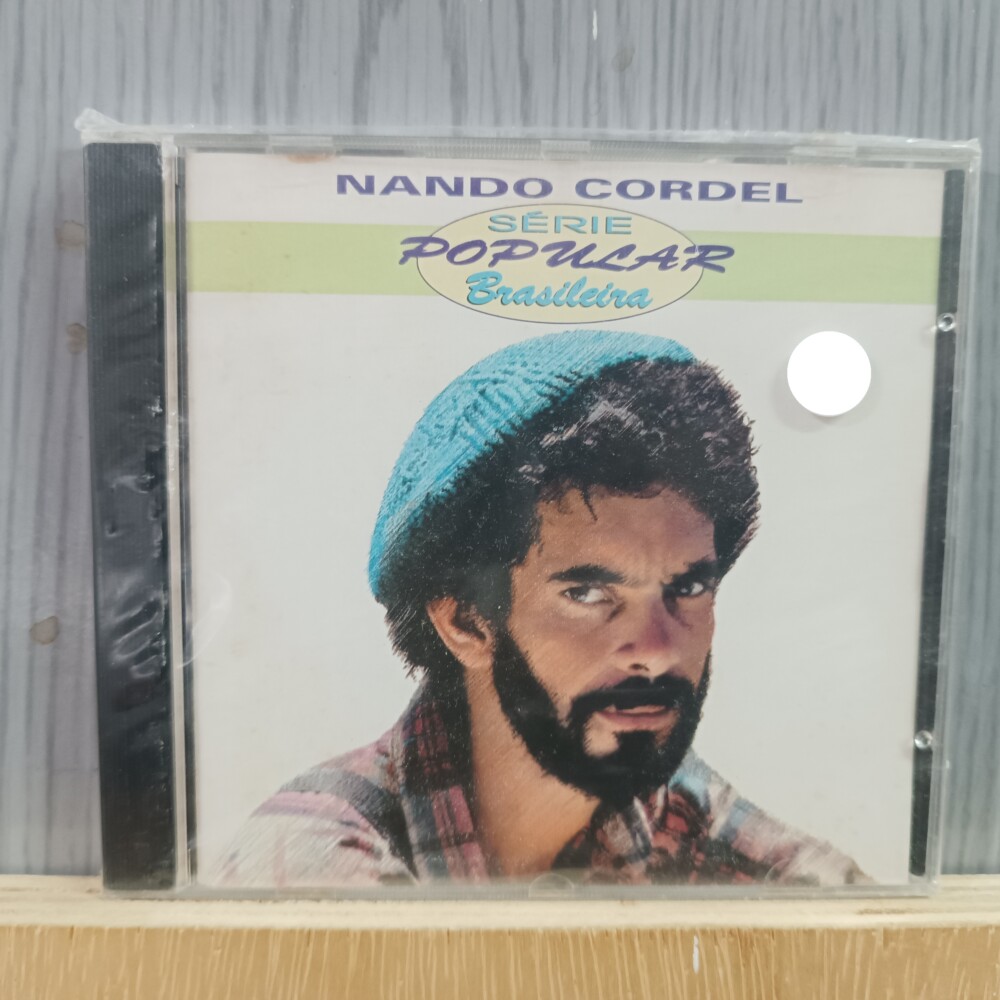 NANDO CORDEL
SÉRIE
POPULAR
Brasileira